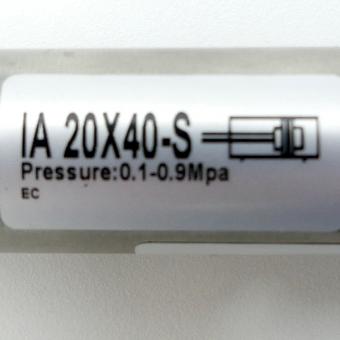 IA 20X40-S
Pressure:0.1-0.9Mpa
EC